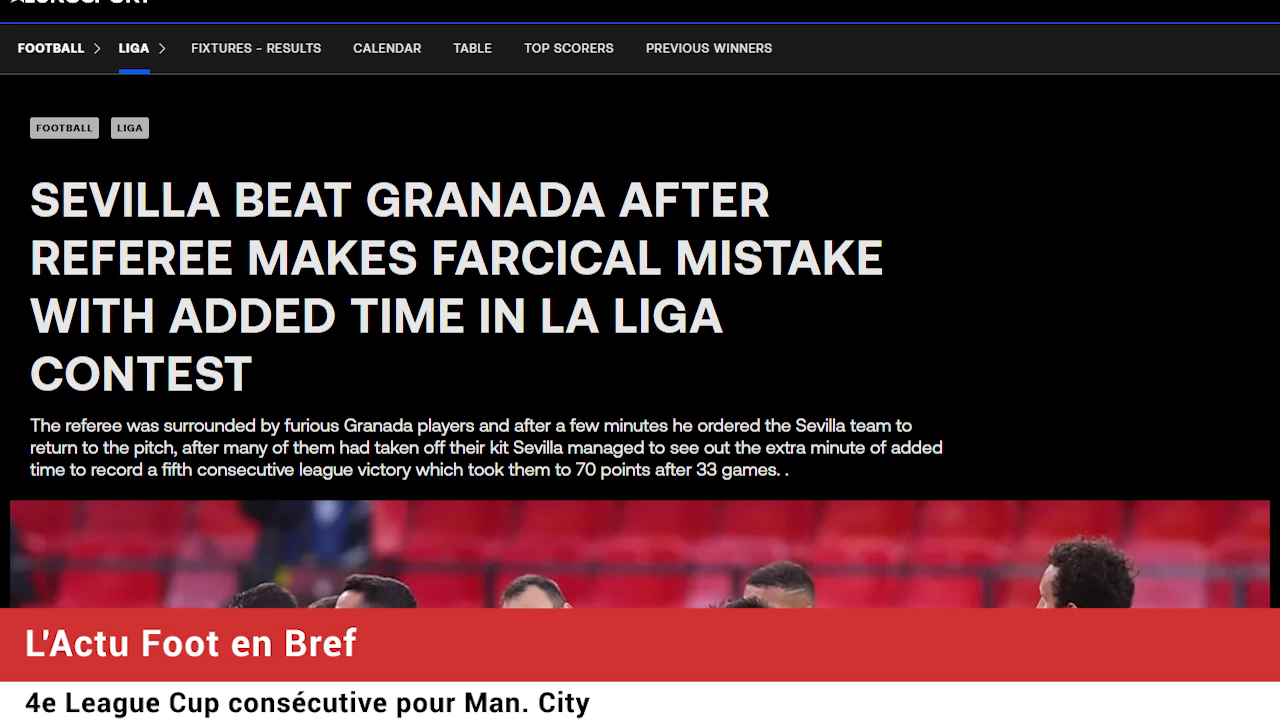 EUROSPORT
FOOTBALL > LIGA > FIXTURES - RESULTS CALENDAR TABLE TOP SCORERS PREVIOUS WINNERS
FOOTBALL LIGA
SEVILLA BEAT GRANADA AFTER
REFEREE MAKES FARCICAL MISTAKE
WITH ADDED TIME IN LA LIGA
CONTEST
The referee was surrounded by furious Granada players and after a few minutes he ordered the Sevilla team to
return to the pitch, after many of them had taken off their kit Sevilla managed to see out the extra minute of added
time to record a fifth consecutive league victory which took them to 70 points after 33 games. .
L'Actu Foot en Bref
4e League Cup consécutive pour Man. City